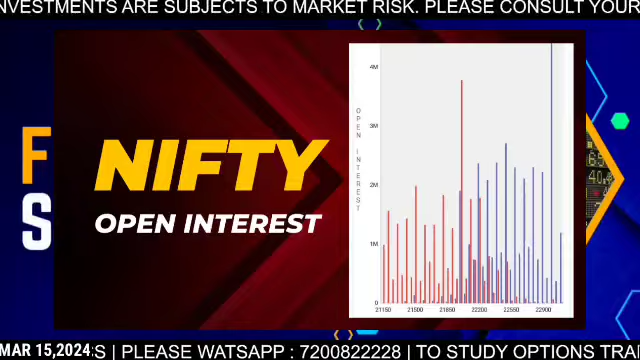 NVESTMENTS ARE SUBJECTS TO MARKET RISK. PLEASE CONSULT YOUR
F
S
NIFTY
OPEN INTEREST
OPEN INTEREST
4M
3M
2M
1M
0
21150
21500
21850
22200
22550
22900
MAR 15,2024
:S | PLEASE WATSAPP : 7200822228 | TO STUDY OPTIONS TRA